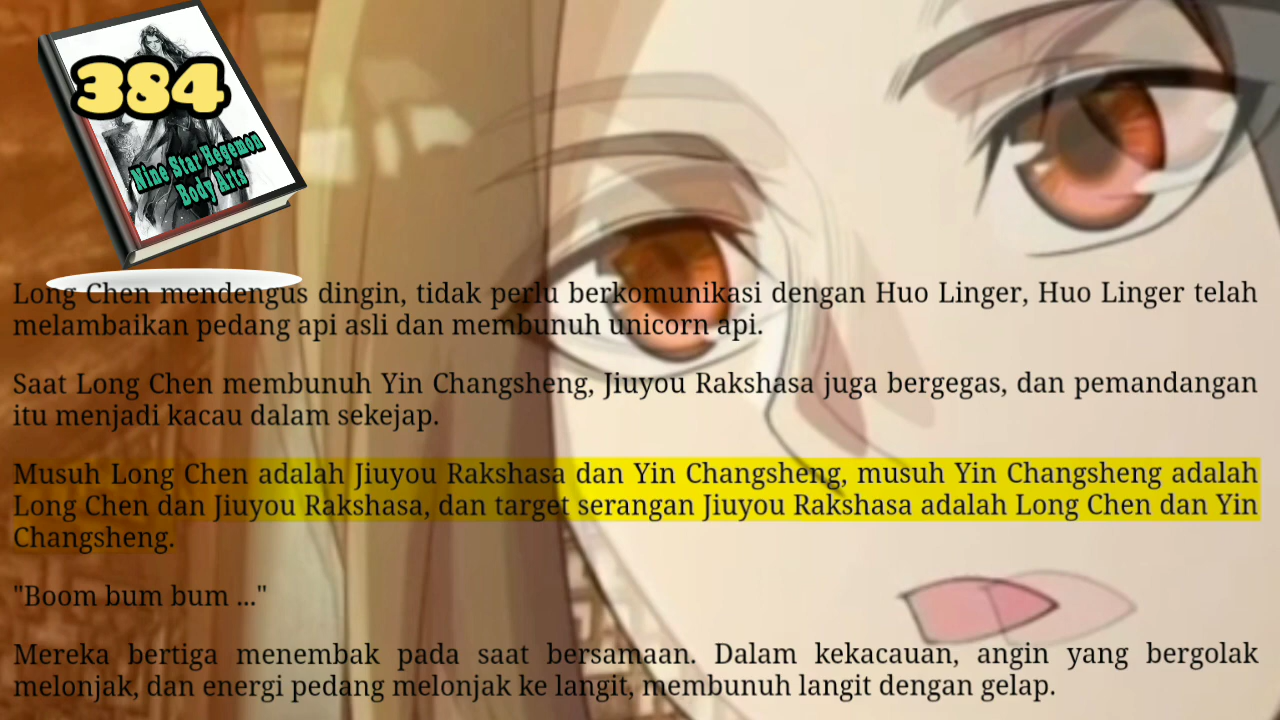 384
Nine Star Hegemon
Body Arts
Long Chen mendengus dingin, tidak perlu berkomunikasi dengan Huo Linger, Huo Linger telah
melambaikan pedang api asli dan membunuh unicorn api.
Saat Long Chen membunuh Yin Changsheng, Jiuyou Rakshasa juga bergegas, dan pemandangan
itu menjadi kacau dalam sekejap.
Musuh Long Chen adalah Jiuyou Rakshasa dan Yin Changsheng, musuh Yin Changsheng adalah
Long Chen dan Jiuyou Rakshasa, dan target serangan Jiuyou Rakshasa adalah Long Chen dan Yin
Changsheng.
"Boom bum bum ..."
Mereka bertiga menembak pada saat bersamaan. Dalam kekacauan, angin yang bergolak
melonjak, dan energi pedang melonjak ke langit, membunuh langit dengan gelap.